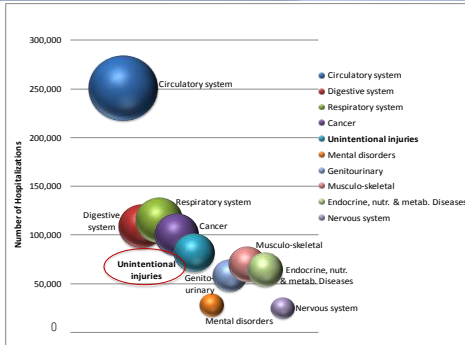 300,000
250,000
200,000
150,000
100,000
50,000
0
Number of Hospitalizations
Circulatory system
Respiratory system
Digestive
system
Cancer
Unintentional
injuries
Genito-
urinary
Musculo-skeletal
Endocrine, nutr.
& metab. Diseases
Mental disorders
Nervous system
Circulatory system
Digestive system
Respiratory system
Cancer
Unintentional injuries
Mental disorders
Genitourinary
Musculo-skeletal
Endocrine, nutr. & metab. Diseases
Nervous system